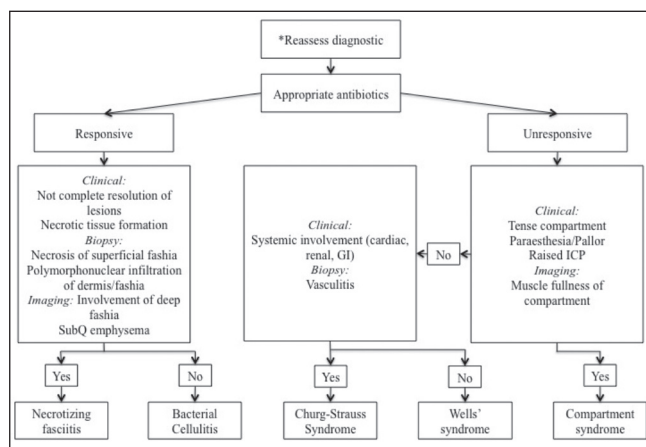 *Reassess diagnostic
Appropriate antibiotics
Responsive
Unresponsive
Clinical:
Not complete resolution of
lesions
Necrotic tissue formation
Biopsy:
Necrosis of superficial fashia
Polymorphonuclear infiltration
of dermis/fashia
Imaging: Involvement of deep
fashia
SubQ emphysema
Clinical:
Systemic involvement (cardiac,
renal, GI)
Biopsy:
Vasculitis
No
Clinical:
Tense compartment
Paraesthesia/Pallor
Raised ICP
Imaging:
Muscle fullness of
compartment
Yes
No
Yes
No
Yes
Necrotizing
fasciitis
Bacterial
Cellulitis
Churg-Strauss
Syndrome
Wells'
syndrome
Compartment
syndrome